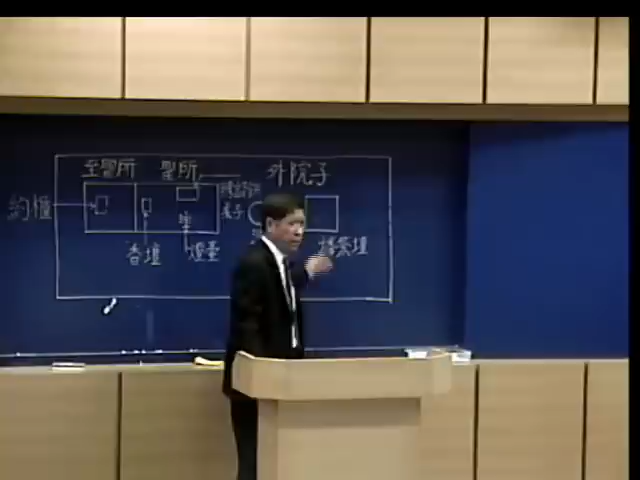 至聖所 聖所 外院子
約櫃
香壇 燈臺
燔祭壇